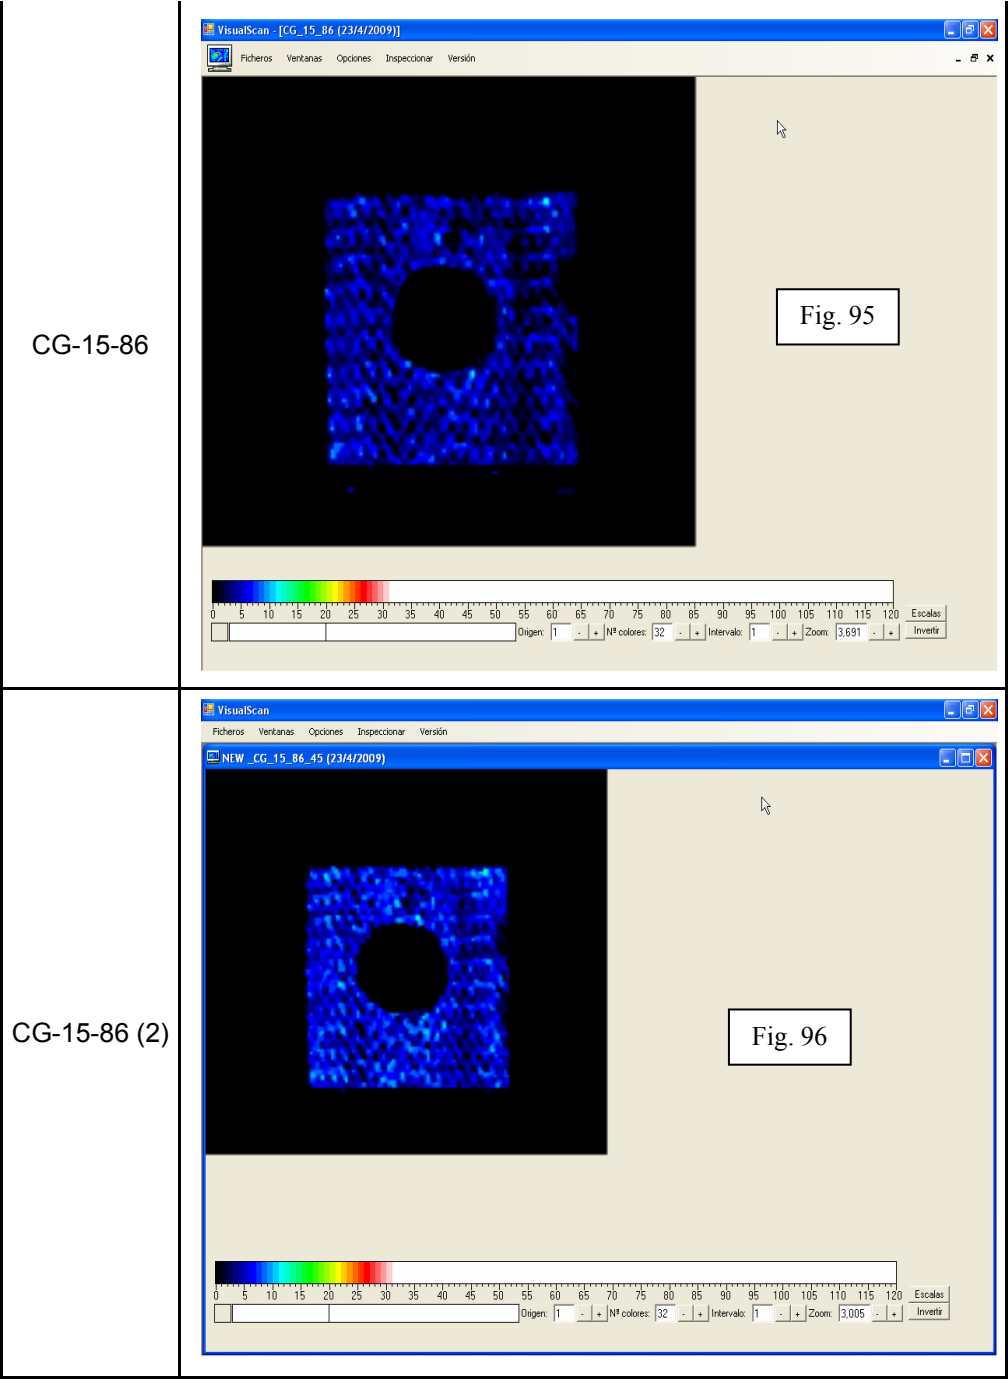 CG-15-86
VisualScan - [CG_15_86 (23/4/2009)]
Ficheros Ventanas Opciones Inspeccionar Versión
Fig. 95
0 5 10 15 20 25 30 35 40 45 50 55 60 65 70 75 80 85 90 95 100 105 110 115 120 Escalas
Origen: 1 - + Nº colores: 32 - + Intervalo: 1 - + Zoom: 3,691 - + Invertir
CG-15-86 (2)
VisualScan
Ficheros Ventanas Opciones Inspeccionar Versión
NEW _CG_15_86_45 (23/4/2009)
Fig. 96
0 5 10 15 20 25 30 35 40 45 50 55 60 65 70 75 80 85 90 95 100 105 110 115 120 Escalas
Origen: 1 - + Nº colores: 32 - + Intervalo: 1 - + Zoom: 3,005 - + Invertir